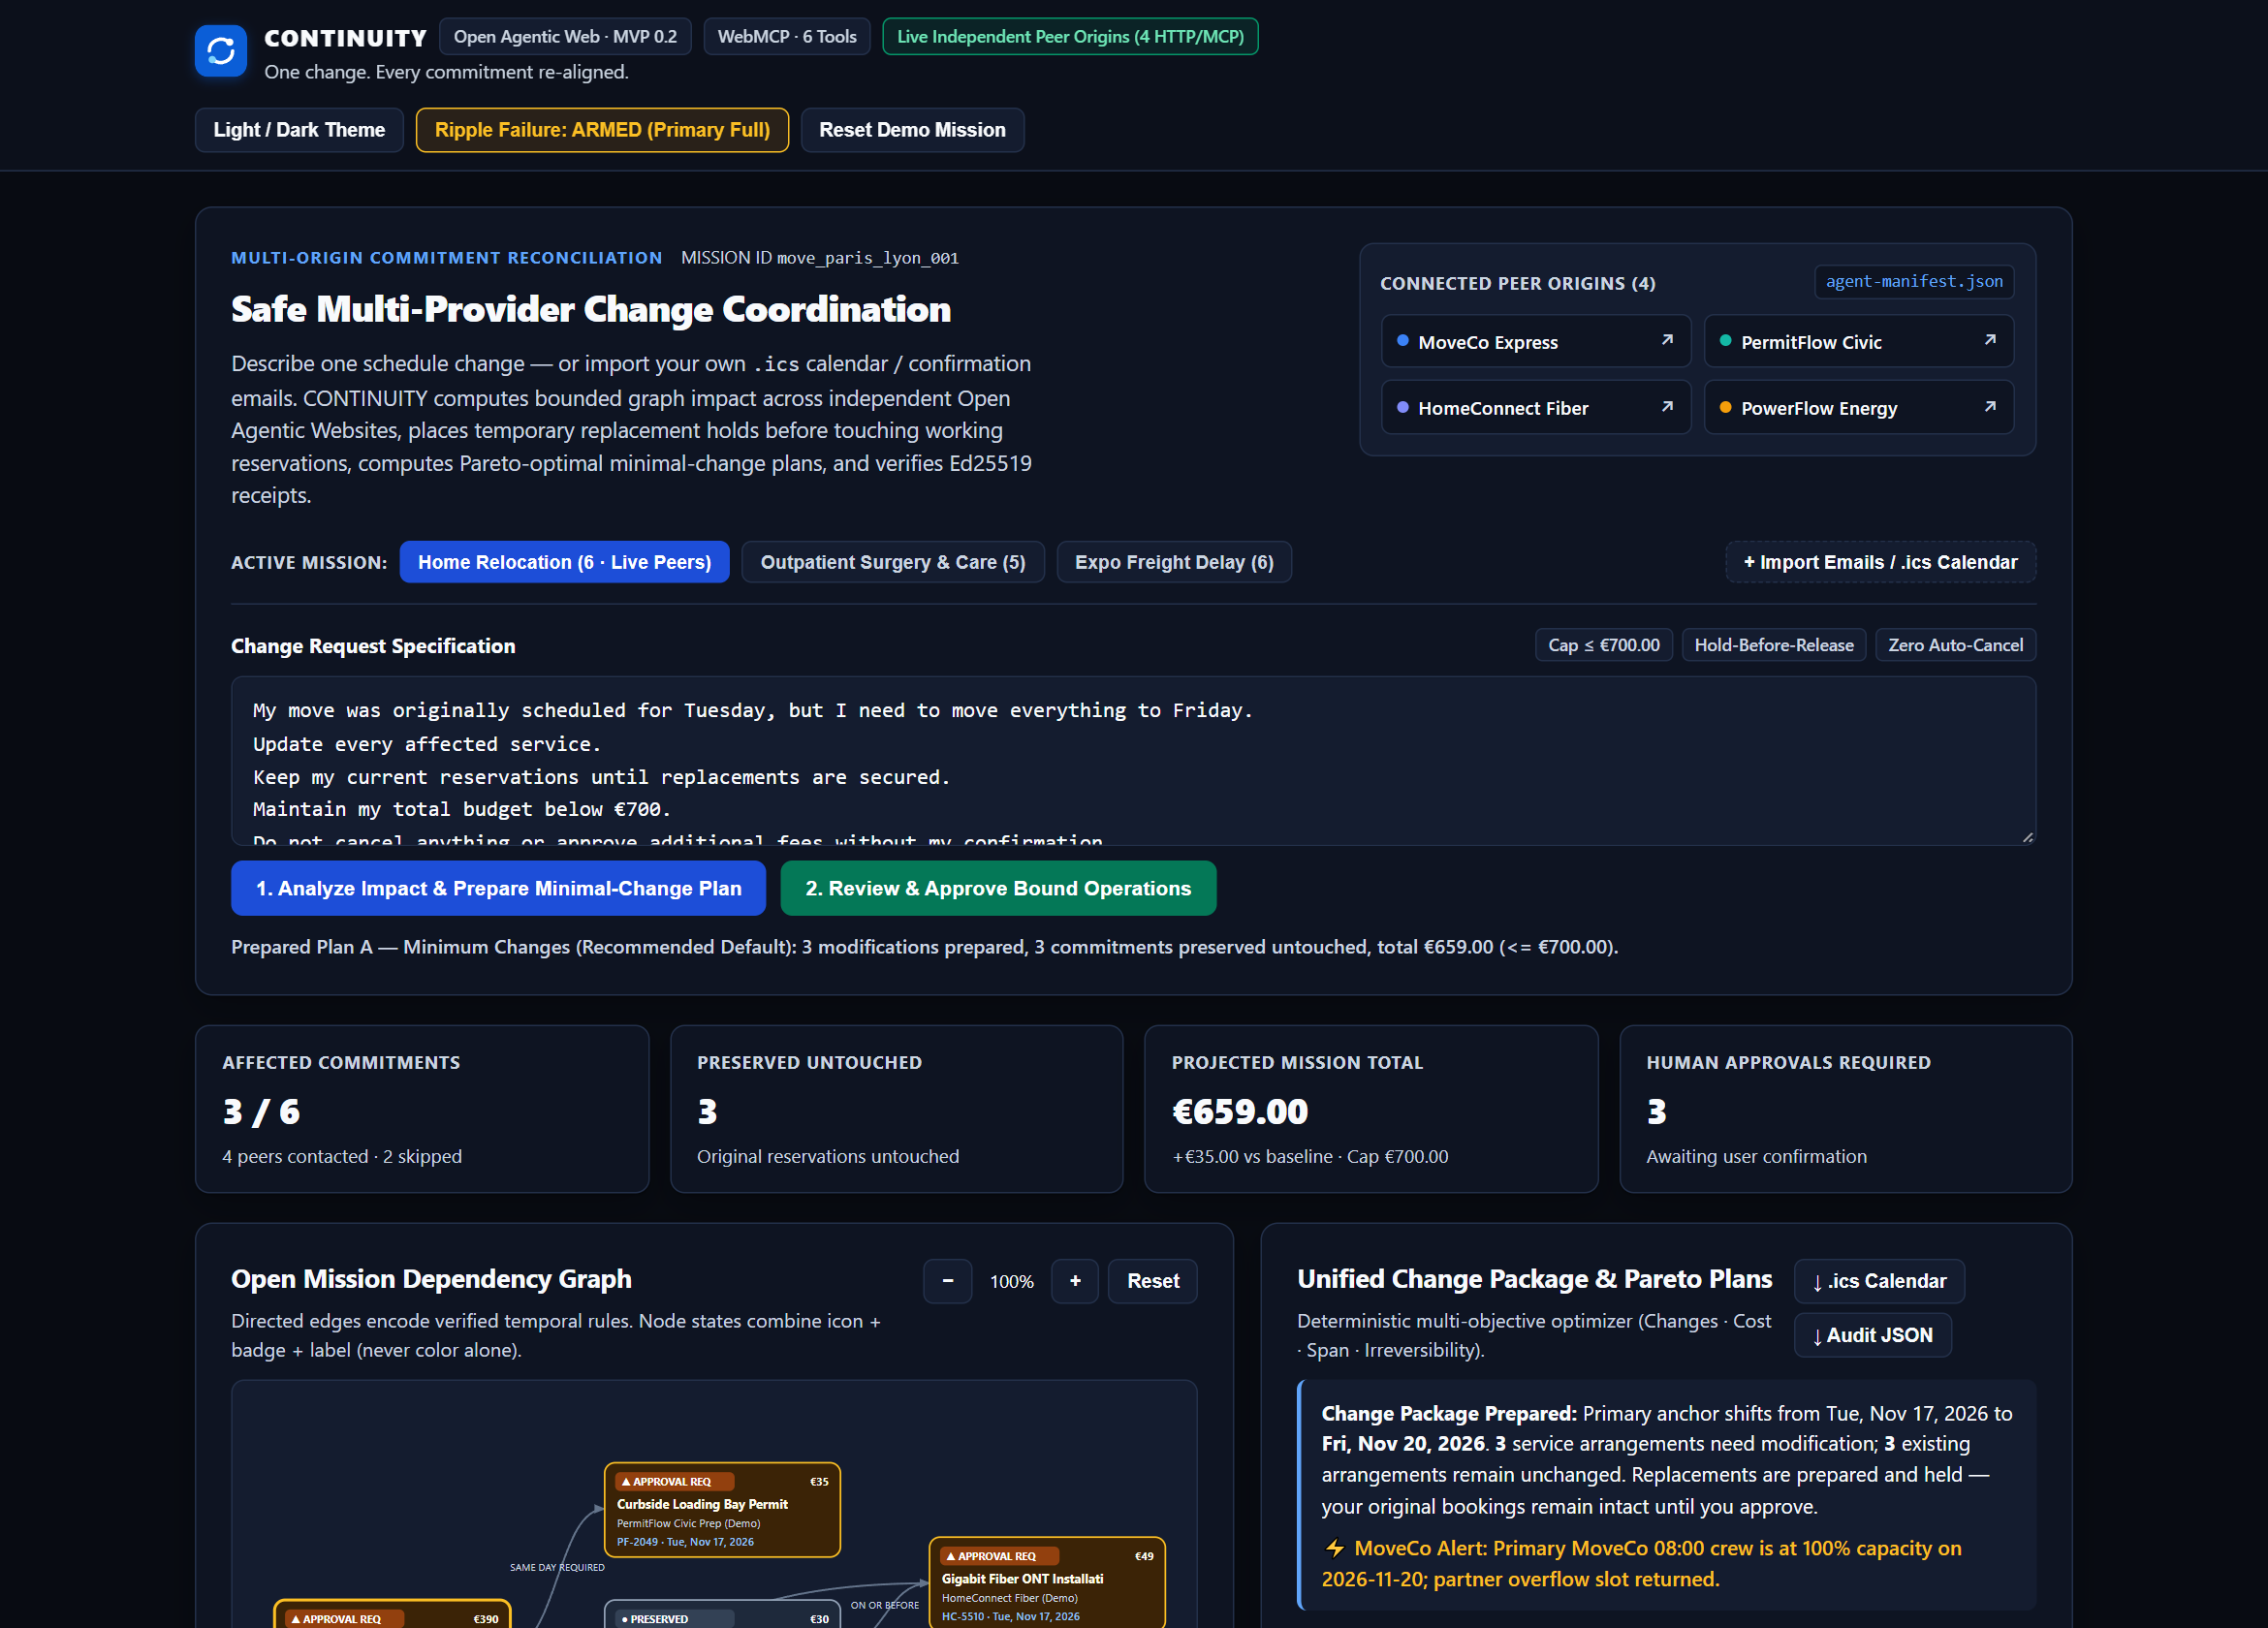 CONTINUITY
Open Agentic Web · MVP 0.2
WebMCP · 6 Tools
Live Independent Peer Origins (4 HTTP/MCP)
One change. Every commitment re-aligned.
Light / Dark Theme
Ripple Failure: ARMED (Primary Full)
Reset Demo Mission
MULTI-ORIGIN COMMITMENT RECONCILIATION
MISSION ID move_paris_lyon_001
Safe Multi-Provider Change Coordination
Describe one schedule change — or import your own .ics calendar / confirmation
emails. CONTINUITY computes bounded graph impact across independent Open
Agentic Websites, places temporary replacement holds before touching working
reservations, computes Pareto-optimal minimal-change plans, and verifies Ed25519
receipts.
CONNECTED PEER ORIGINS (4)
agent-manifest.json
MoveCo Express ↗
PermitFlow Civic ↗
HomeConnect Fiber ↗
PowerFlow Energy ↗
ACTIVE MISSION:
Home Relocation (6 · Live Peers)
Outpatient Surgery & Care (5)
Expo Freight Delay (6)
+ Import Emails / .ics Calendar
Change Request Specification
Cap ≤ €700.00
Hold-Before-Release
Zero Auto-Cancel
My move was originally scheduled for Tuesday, but I need to move everything to Friday.
Update every affected service.
Keep my current reservations until replacements are secured.
Maintain my total budget below €700.
Do not cancel anything or approve additional fees without my confirmation
1. Analyze Impact & Prepare Minimal-Change Plan
2. Review & Approve Bound Operations
Prepared Plan A — Minimum Changes (Recommended Default): 3 modifications prepared, 3 commitments preserved untouched, total €659.00 (<= €700.00).
AFFECTED COMMITMENTS
3 / 6
4 peers contacted · 2 skipped
PRESERVED UNTOUCHED
3
Original reservations untouched
PROJECTED MISSION TOTAL
€659.00
+€35.00 vs baseline · Cap €700.00
HUMAN APPROVALS REQUIRED
3
Awaiting user confirmation
Open Mission Dependency Graph
− 100% + Reset
Directed edges encode verified temporal rules. Node states combine icon +
badge + label (never color alone).
▲ APPROVAL REQ €35
Curbside Loading Bay Permit
PermitFlow Civic Prep (Demo)
PF-2049 · Tue, Nov 17, 2026
SAME DAY REQUIRED
▲ APPROVAL REQ €49
Gigabit Fiber ONT Installati
HomeConnect Fiber (Demo)
HC-5510 · Tue, Nov 17, 2026
ON OR BEFORE
▲ APPROVAL REQ €390
● PRESERVED €30
Unified Change Package & Pareto Plans
↓ .ics Calendar
↓ Audit JSON
Deterministic multi-objective optimizer (Changes · Cost
· Span · Irreversibility).
Change Package Prepared: Primary anchor shifts from Tue, Nov 17, 2026 to
Fri, Nov 20, 2026. 3 service arrangements need modification; 3 existing
arrangements remain unchanged. Replacements are prepared and held —
your original bookings remain intact until you approve.
⚡ MoveCo Alert: Primary MoveCo 08:00 crew is at 100% capacity on
2026-11-20; partner overflow slot returned.